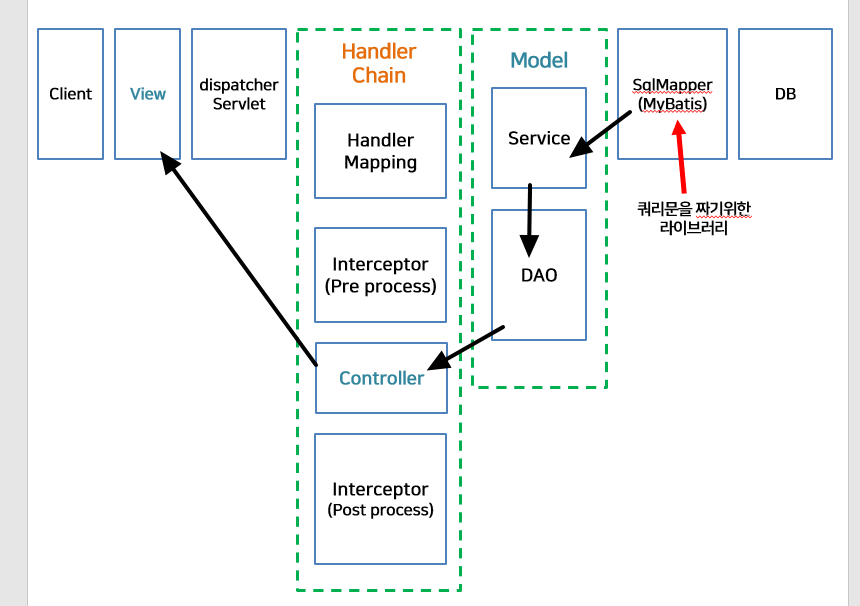 Client
View
dispatcher
Servlet
Handler
Chain
Handler
Mapping
Interceptor
(Pre process)
Controller
Interceptor
(Post process)
Model
Service
DAO
SqlMapper
(MyBatis)
쿼리문을 짜기위한
라이브러리
DB